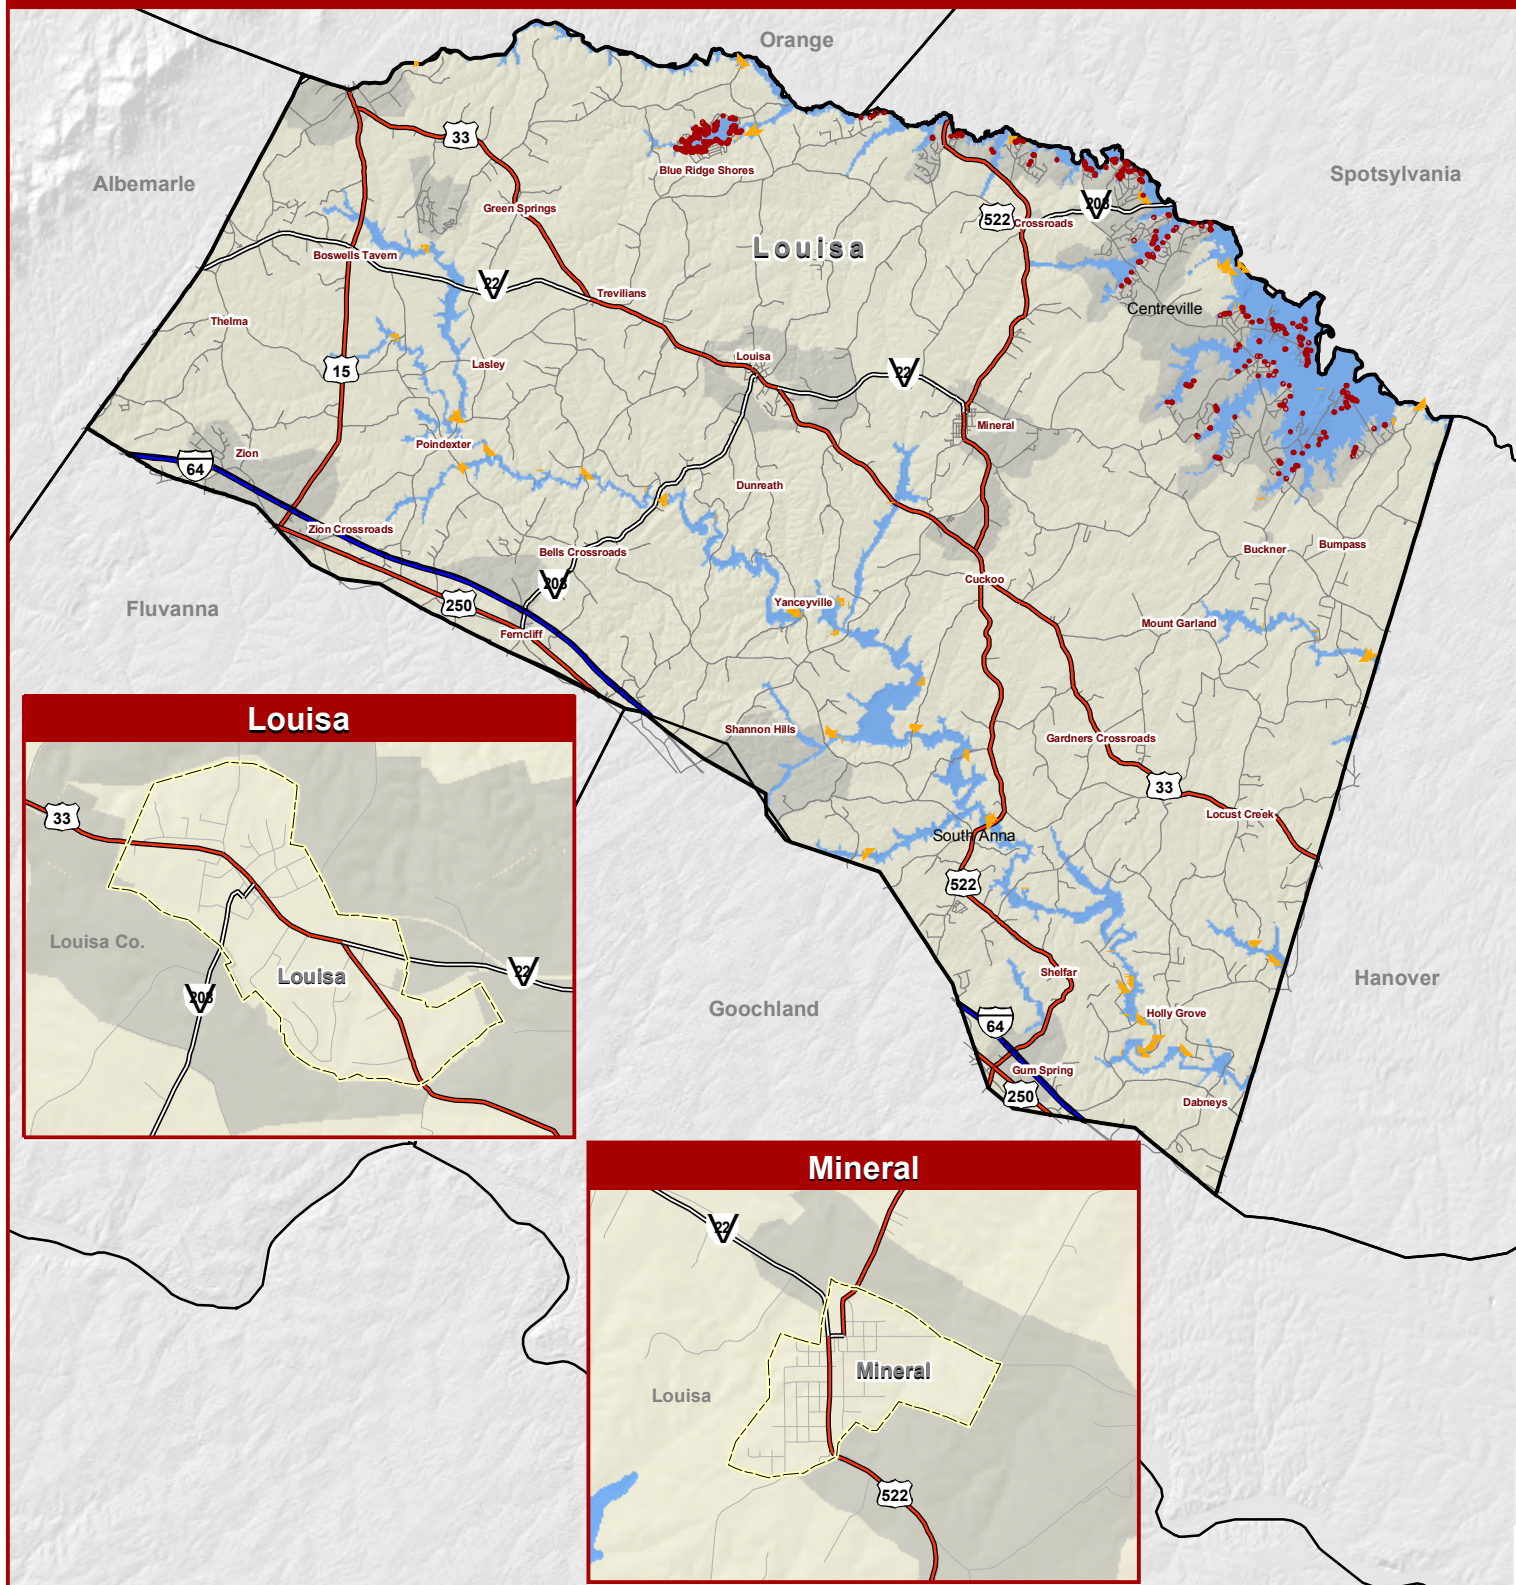 Orange
33
Albemarle
Blue Ridge Shores
Spotsylvania
Green Springs
522
Crossroads
208
Louisa
Boswells Tavern
22
Trevilians
Centreville
Thelma
Louisa
15
Lasley
22
Mineral
Poindexter
Zion
64
Dunreath
Zion Crossroads
Bells Crossroads
Buckner
Bumpass
Cuckoo
208
250
Yanceyville
Fluvanna
Mount Garland
Ferncliff
Shannon Hills
Gardners Crossroads
33
Locust Creek
South Anna
522
Shelfar
Hanover
Goochland
Holly Grove
64
Gum Spring
250
Dabneys
Louisa
33
Louisa Co.
Louisa
22
208
Mineral
22
Mineral
Louisa
522